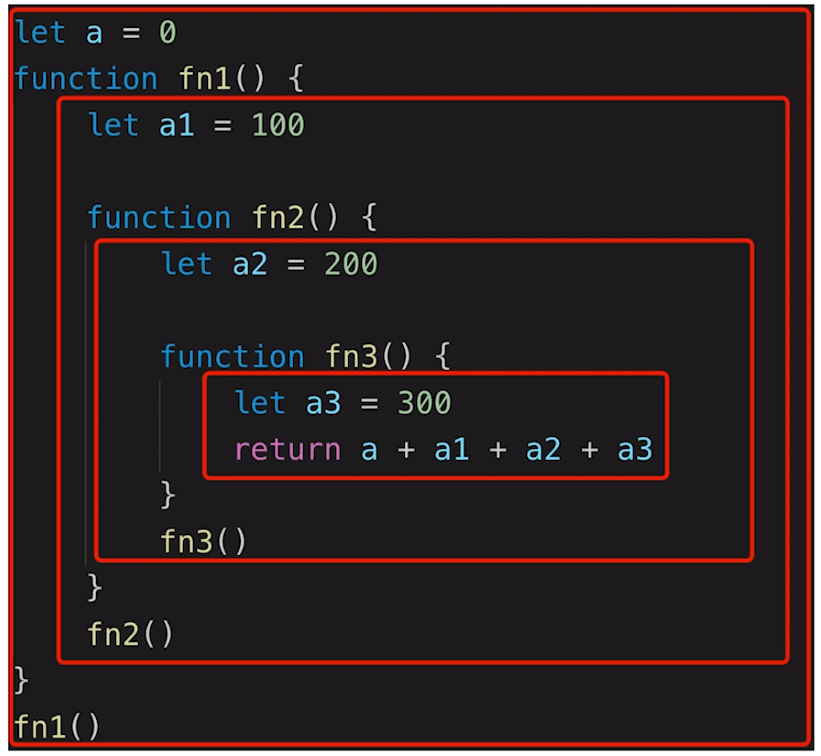 let a = 0
function fn1() {
let a1 = 100
function fn2() {
let a2 = 200
function fn3() {
let a3 = 300
return a + a1 + a2 + a3
}
fn3()
}
fn2()
}
fn1()